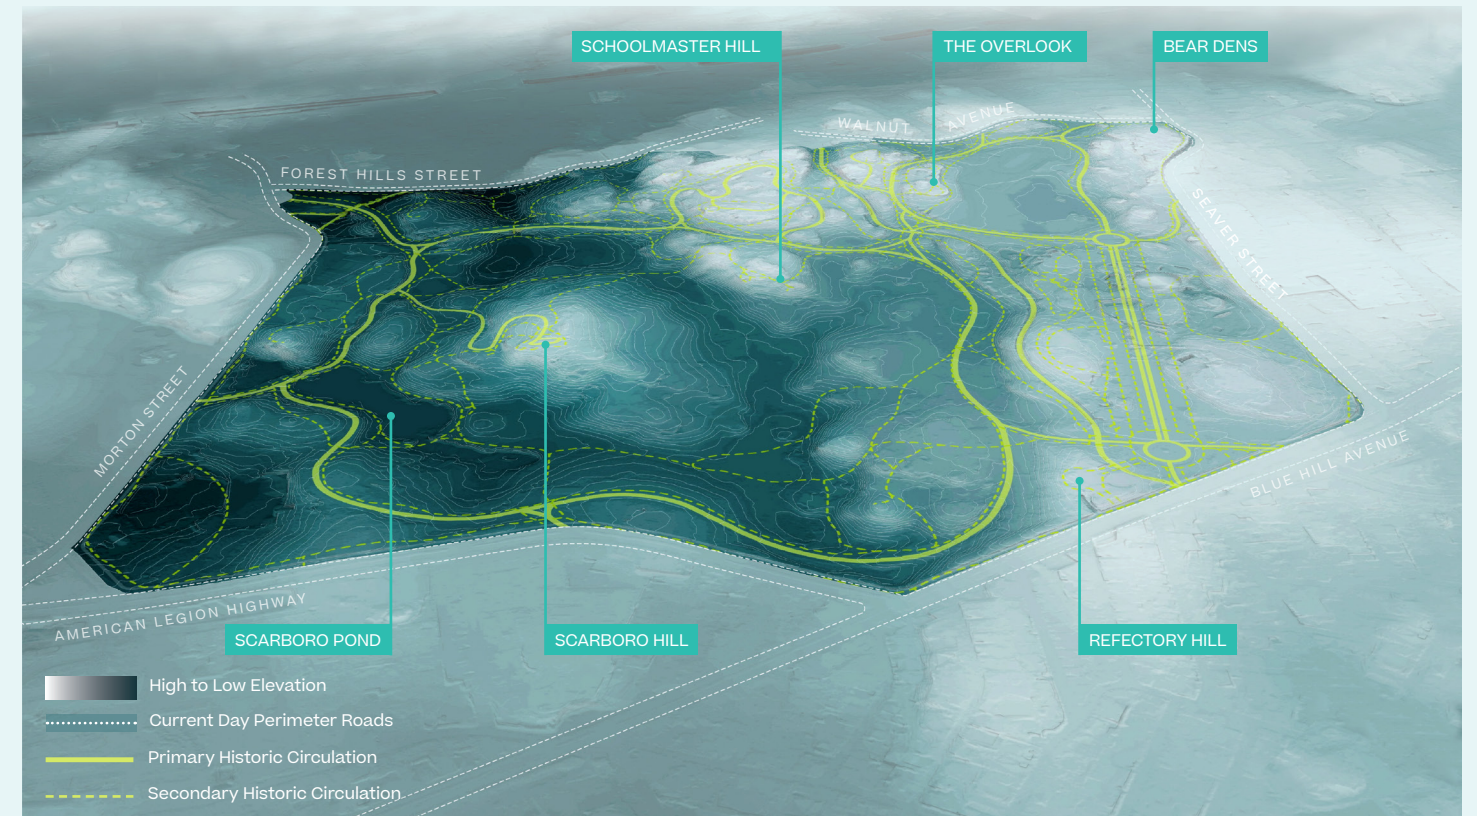 SCHOOLMASTER HILL
THE OVERLOOK
BEAR DENS
WALNUT AVENUE
FOREST HILLS STREET
SEAVER STREET
MORTON STREET
BLUE HILL AVENUE
AMERICAN LEGION HIGHWAY
SCARBORO POND
SCARBORO HILL
REFECTORY HILL
High to Low Elevation
Current Day Perimeter Roads
Primary Historic Circulation
Secondary Historic Circulation